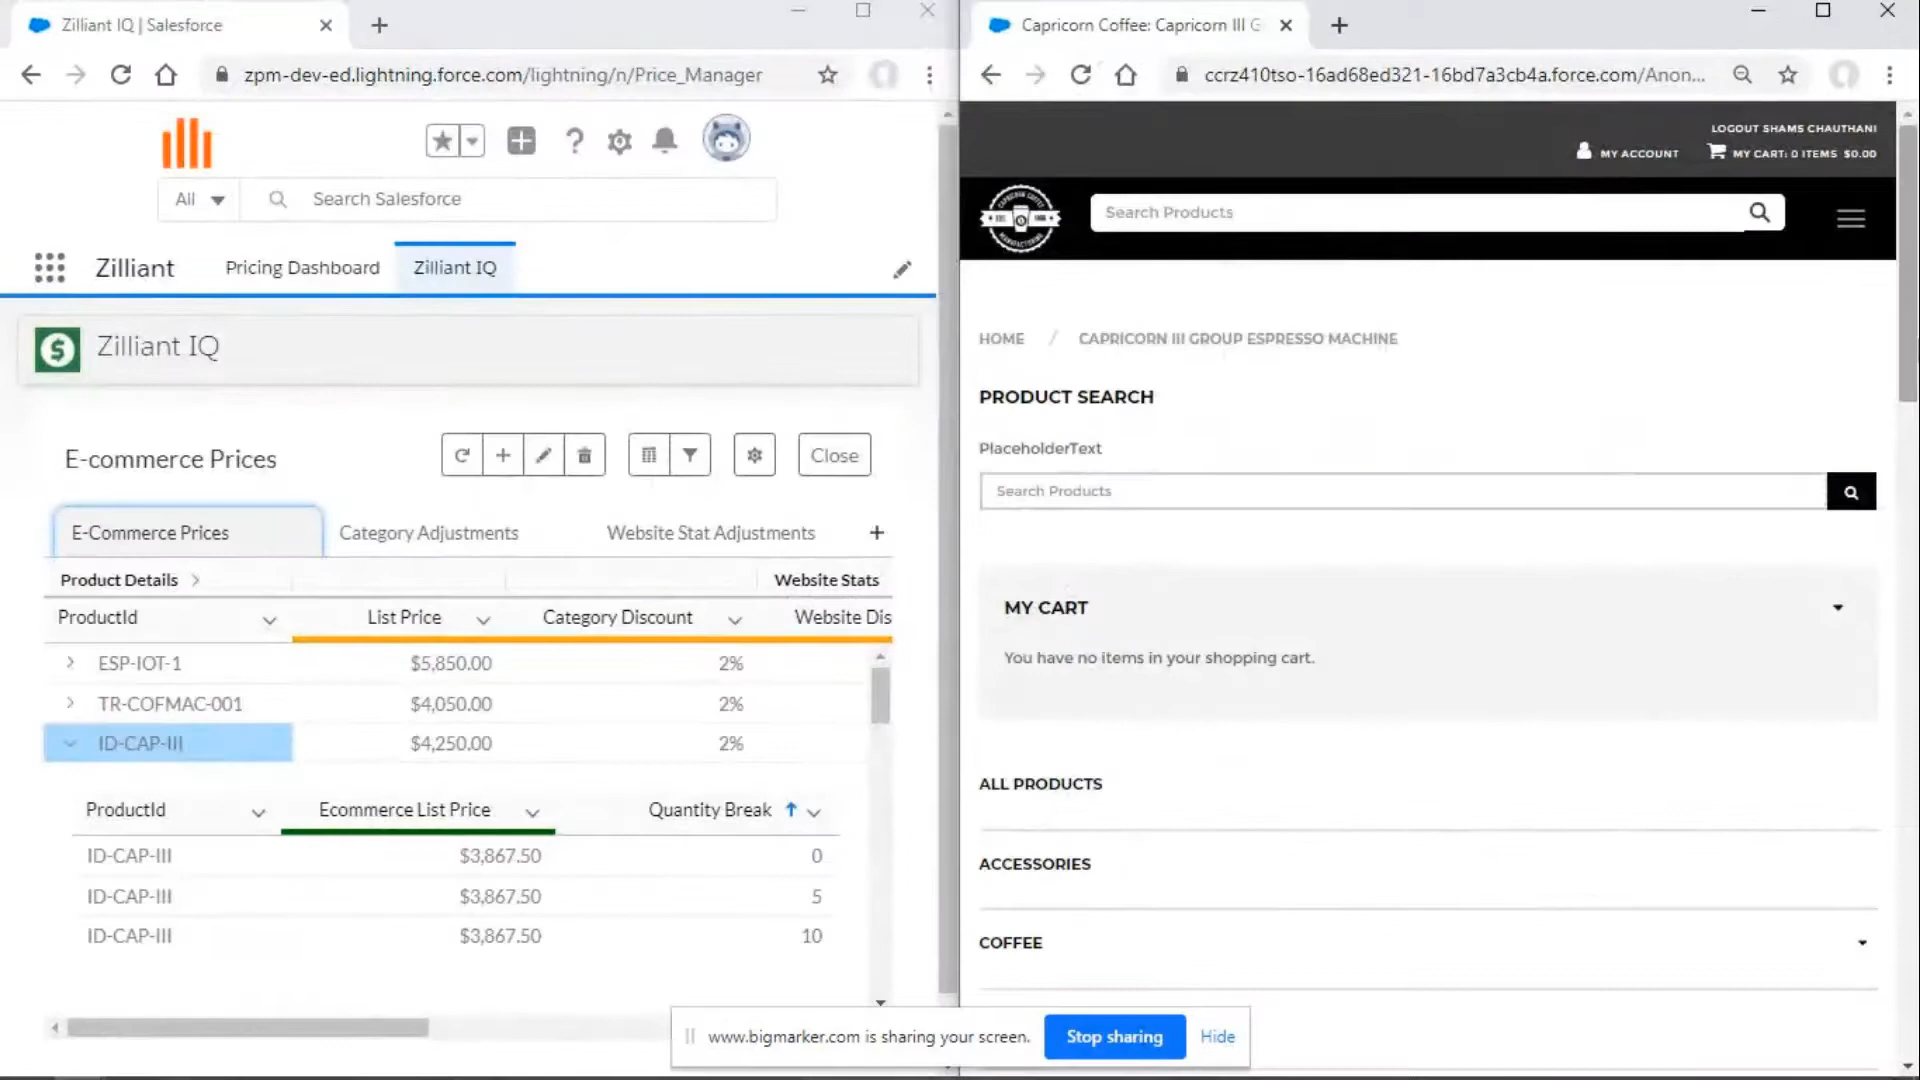 Zilliant IQ | Salesforce
zpm-dev-ed.lightning.force.com/lightning/n/Price_Manager
All
Search Salesforce
Zilliant
Pricing Dashboard
Zilliant IQ
Zilliant IQ
E-commerce Prices
Close
E-Commerce Prices
Category Adjustments
Website Stat Adjustments
Product Details
Website Stats
ProductId
List Price
Category Discount
Website Dis
ESP-IOT-1 $5,850.00 2%
TR-COFMAC-001 $4,050.00 2%
ID-CAP-III $4,250.00 2%
ProductId
Ecommerce List Price
Quantity Break
ID-CAP-III $3,867.50 0
ID-CAP-III $3,867.50 5
ID-CAP-III $3,867.50 10
Capricorn Coffee: Capricorn III G
ccrz410tso-16ad68ed321-16bd7a3cb4a.force.com/Anon...
LOGOUT SHAMS CHAUTHANI
MY ACCOUNT
MY CART: 0 ITEMS $0.00
Search Products
HOME / CAPRICORN III GROUP ESPRESSO MACHINE
PRODUCT SEARCH
PlaceholderText
Search Products
MY CART
You have no items in your shopping cart.
ALL PRODUCTS
ACCESSORIES
COFFEE
www.bigmarker.com is sharing your screen.
Stop sharing
Hide